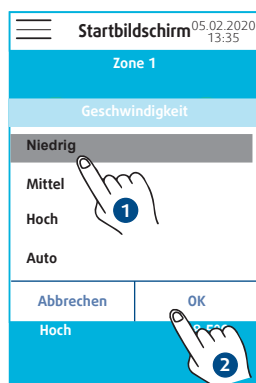 Startbildschirm
05.02.2020
13:35
Zone 1
Geschwindigkeit
Niedrig
Mittel
Hoch
Auto
1
Abbrechen OK
Hoch
2